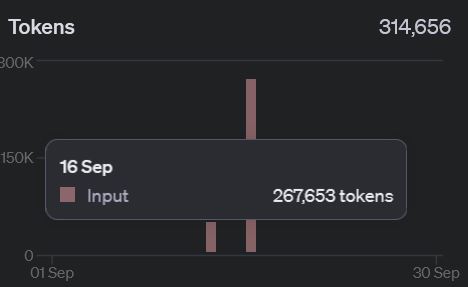 Tokens
314,656
300K
150K
16 Sep
Input
267,653 tokens
0
01 Sep
30 Sep